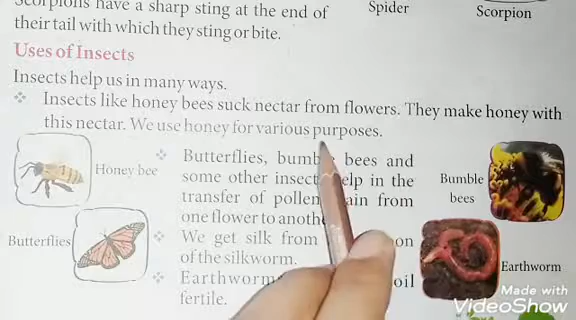 Scorpions have a sharp sting at the end of
their tail with which they sting or bite.
Spider
Scorpion
Uses of Insects
Insects help us in many ways.
❖ Insects like honey bees suck nectar from flowers. They make honey with
this nectar. We use honey for various purposes.
Honey bee
❖ Butterflies, bumb bees and
some other insect elp in the
transfer of pollen ain from
one flower to anoth
Bumble
bees
Butterflies
❖ We get silk from on
of the silkworm.
❖ Earthworm oil
fertile.
Earthworm
Made with
VideoShow